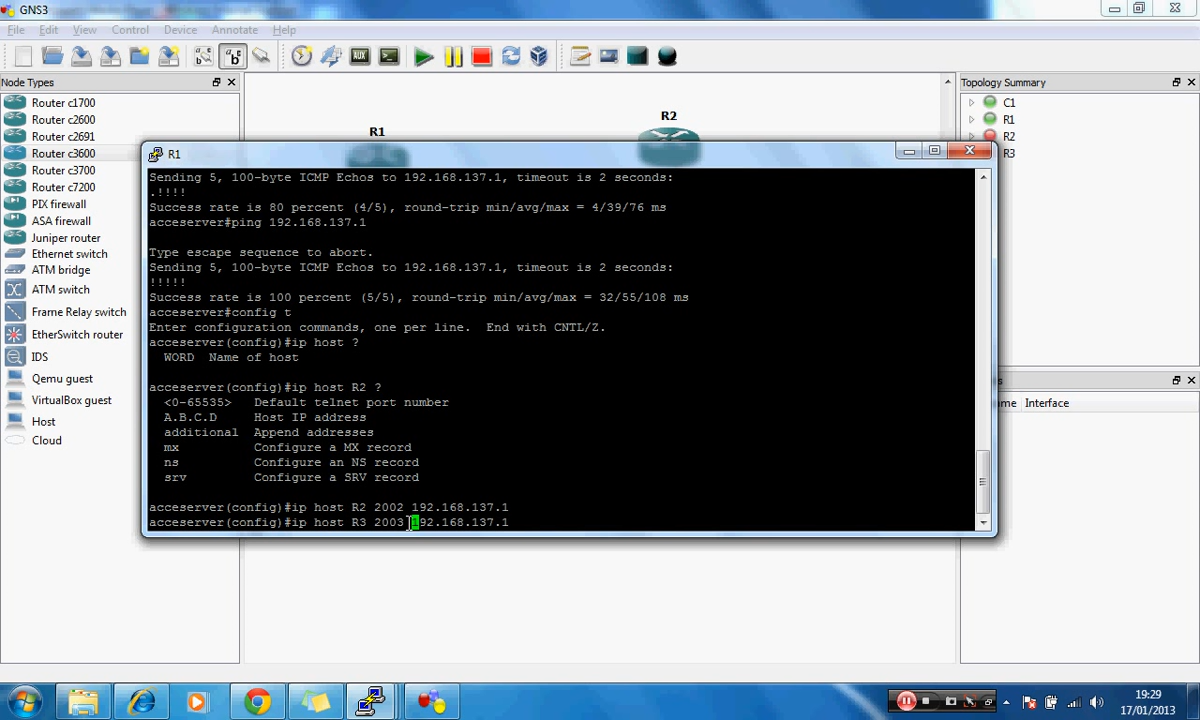 GNS3
File Edit View Control Device Annotate Help
Node Types
Router c1700
Router c2600
Router c2691
Router c3600
Router c3700
Router c7200
PIX firewall
ASA firewall
Juniper router
Ethernet switch
ATM bridge
ATM switch
Frame Relay switch
EtherSwitch router
IDS
Qemu guest
VirtualBox guest
Host
Cloud
R1
R2
R1
Sending 5, 100-byte ICMP Echos to 192.168.137.1, timeout is 2 seconds:
.!!!!
Success rate is 80 percent (4/5), round-trip min/avg/max = 4/39/76 ms
acceserver#ping 192.168.137.1
Type escape sequence to abort.
Sending 5, 100-byte ICMP Echos to 192.168.137.1, timeout is 2 seconds:
!!!!!
Success rate is 100 percent (5/5), round-trip min/avg/max = 32/55/108 ms
acceserver#config t
Enter configuration commands, one per line.  End with CNTL/Z.
acceserver(config)#ip host ?
WORD  Name of host
acceserver(config)#ip host R2 ?
<0-65535>   Default telnet port number
A.B.C.D     Host IP address
additional  Append addresses
mx          Configure a MX record
ns          Configure an NS record
srv         Configure a SRV record
acceserver(config)#ip host R2 2002 192.168.137.1
acceserver(config)#ip host R3 2003 192.168.137.1
Topology Summary
C1
R1
R2
R3
s
ome Interface
AUX
19:29
17/01/2013